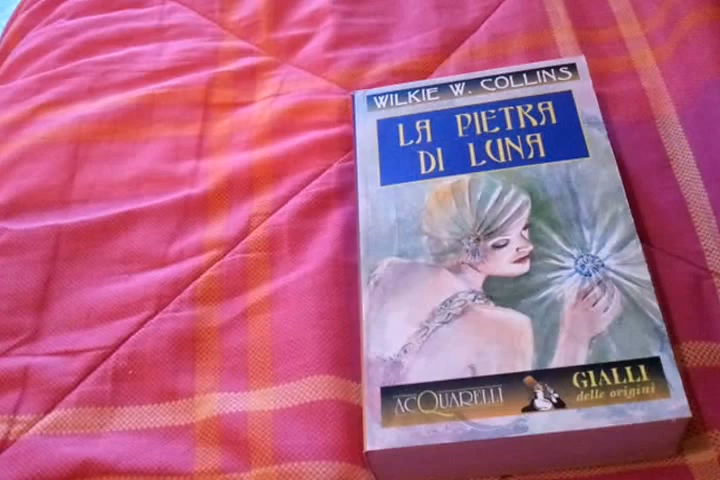 WILKIE W. COLLINS
LA PIETRA
DI LUNA
ACQUARELLI
GIALLI
delle origini